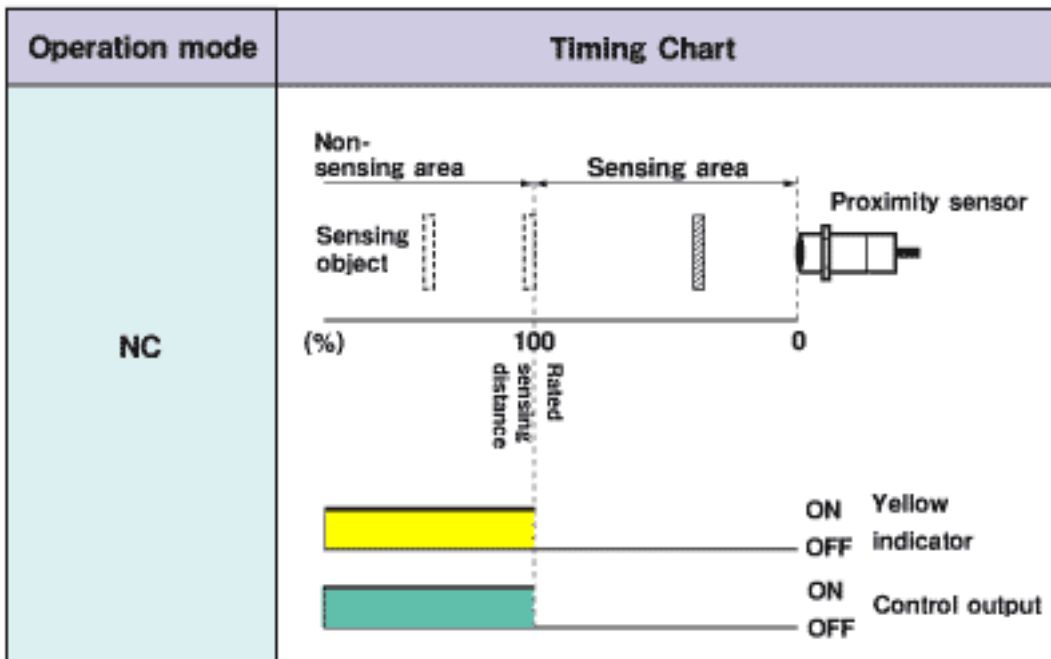 Operation mode
Timing Chart
NC
Non-
sensing area
Sensing area
Proximity sensor
Sensing
object
(%)
100
0
Rated
sensing
distance
ON
OFF
Yellow
indicator
ON
OFF
Control output